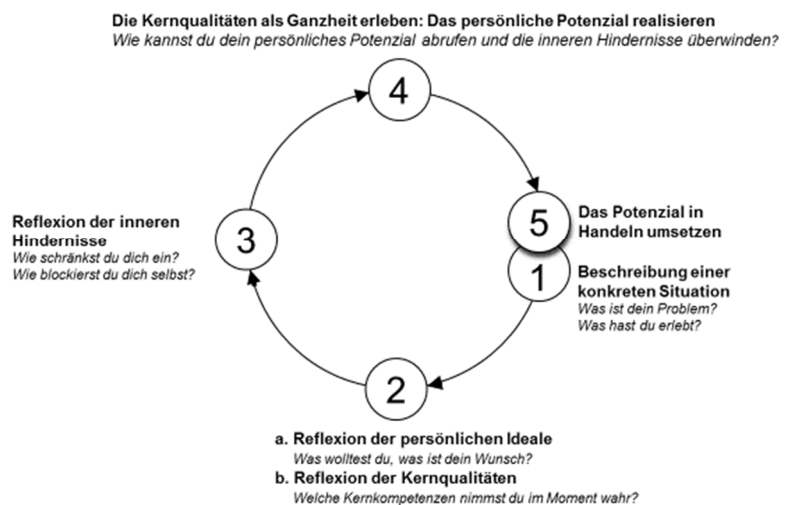 Die Kernqualitäten als Ganzheit erleben: Das persönliche Potenzial realisieren
Wie kannst du dein persönliches Potenzial abrufen und die inneren Hindernisse überwinden?
4
5
Das Potenzial in
Handeln umsetzen
1
Beschreibung einer
konkreten Situation
Was ist dein Problem?
Was hast du erlebt?
2
a. Reflexion der persönlichen Ideale
Was wolltest du, was ist dein Wunsch?
b. Reflexion der Kernqualitäten
Welche Kernkompetenzen nimmst du im Moment wahr?
3
Reflexion der inneren
Hindernisse
Wie schränkst du dich ein?
Wie blockierst du dich selbst?